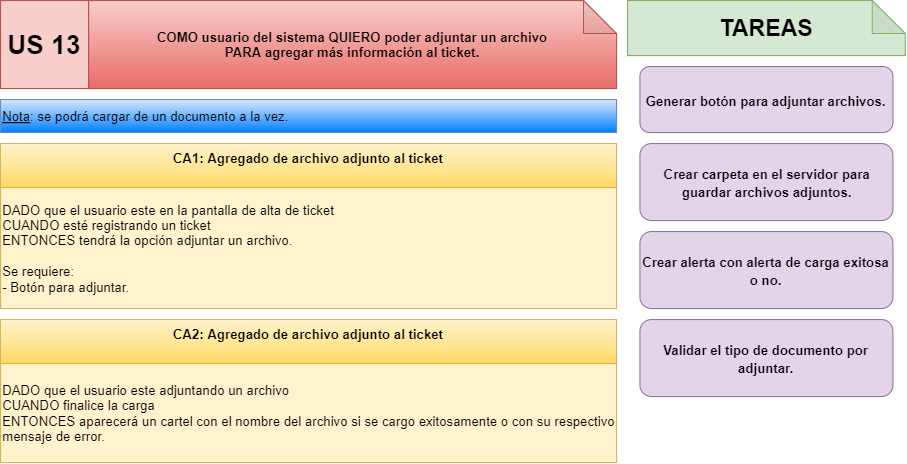 US 13
COMO usuario del sistema QUIERO poder adjuntar un archivo
PARA agregar más información al ticket.
Nota: se podrá cargar de un documento a la vez.
CA1: Agregado de archivo adjunto al ticket
DADO que el usuario este en la pantalla de alta de ticket
CUANDO esté registrando un ticket
ENTONCES tendrá la opción adjuntar un archivo.
Se requiere:
- Botón para adjuntar.
CA2: Agregado de archivo adjunto al ticket
DADO que el usuario este adjuntando un archivo
CUANDO finalice la carga
ENTONCES aparecerá un cartel con el nombre del archivo si se cargo exitosamente o con su respectivo
mensaje de error.
TAREAS
Generar botón para adjuntar archivos.
Crear carpeta en el servidor para
guardar archivos adjuntos.
Crear alerta con alerta de carga exitosa
o no.
Validar el tipo de documento por
adjuntar.